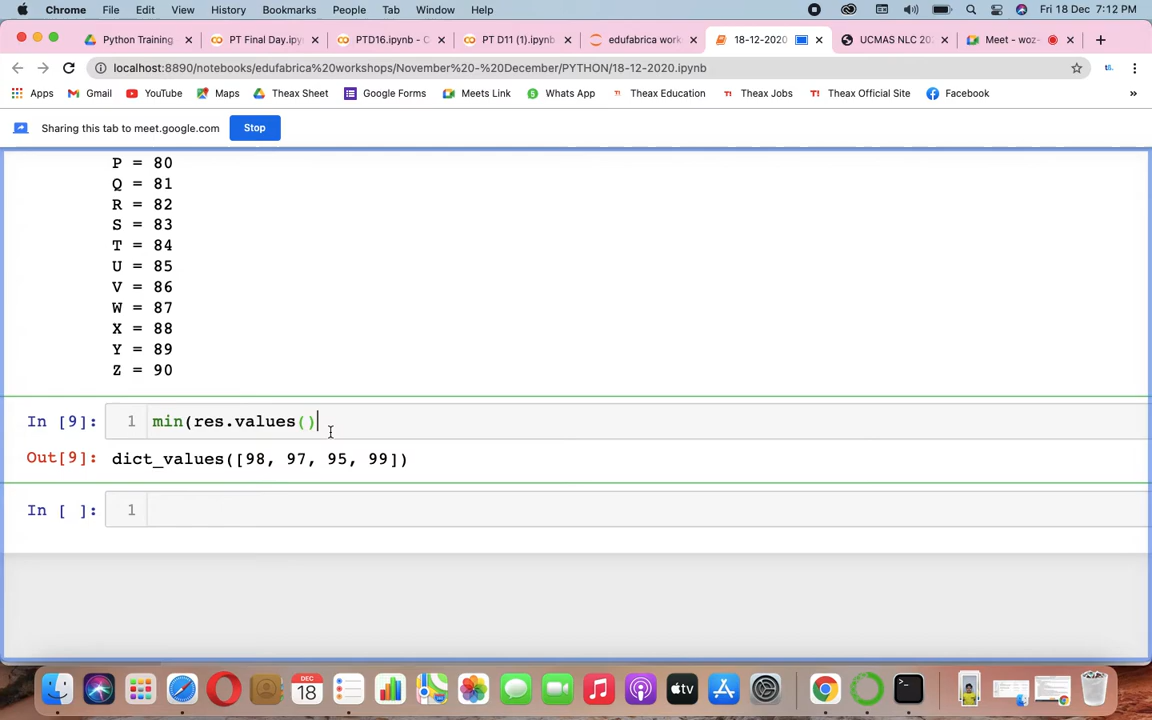 Chrome File Edit View History Bookmarks People Tab Window Help Fri 18 Dec 7:12 PM
Python Training PT Final Day.ipyn PTD16.ipynb - C PT D11 (1).ipynb edufabrica work 18-12-2020 UCMAS NLC 20 Meet - woz-
localhost:8890/notebooks/edufabrica%20workshops/November%20-%20December/PYTHON/18-12-2020.ipynb
Apps Gmail YouTube Maps Theax Sheet Google Forms Meets Link Whats App Theax Education Theax Jobs Theax Official Site Facebook »
Sharing this tab to meet.google.com Stop
P = 80
Q = 81
R = 82
S = 83
T = 84
U = 85
V = 86
W = 87
X = 88
Y = 89
Z = 90
In [9]: 1 min(res.values()
Out[9]: dict_values([98, 97, 95, 99])
In [ ]: 1
DEC
18
tv